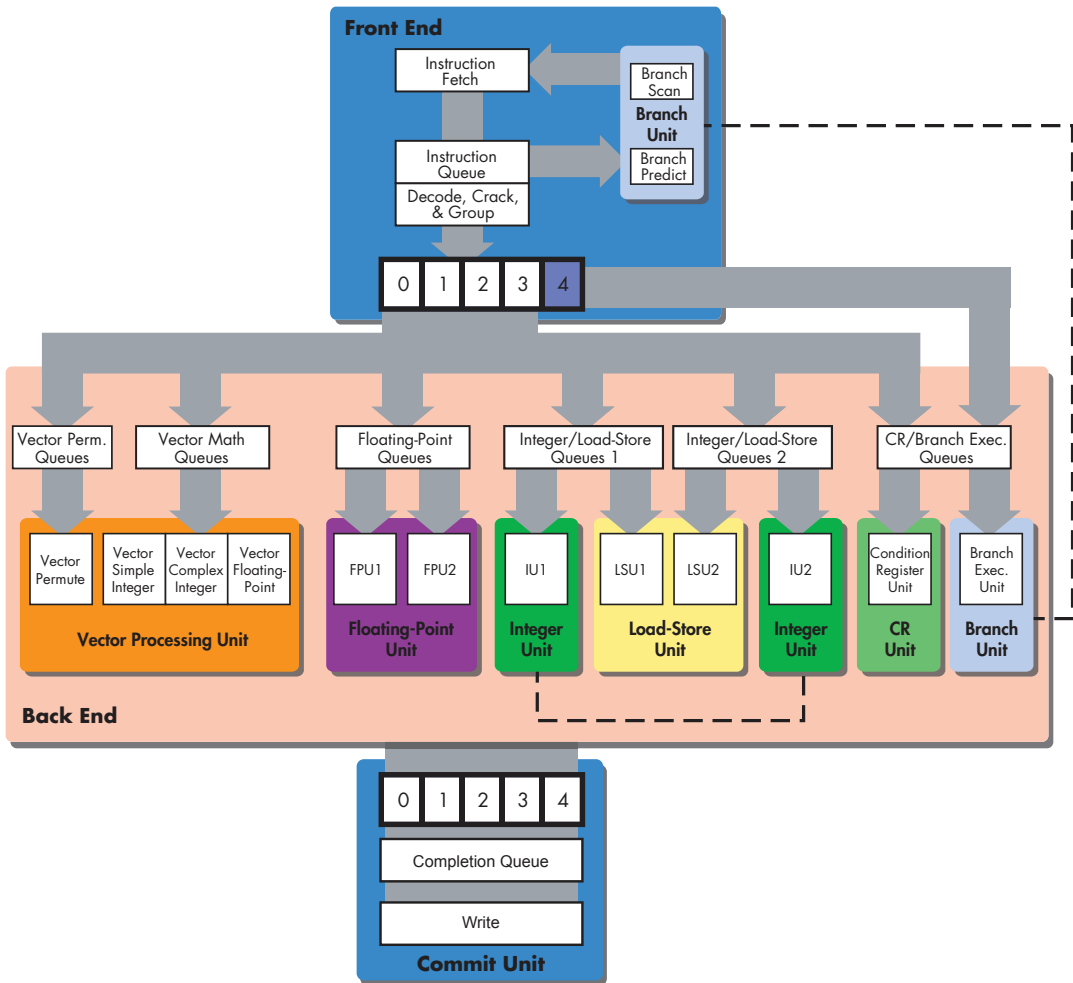 Front End
Instruction
Fetch
Branch
Scan
Branch
Unit
Branch
Predict
Instruction
Queue
Decode, Crack,
& Group
0 1 2 3 4
Vector Perm.
Queues
Vector Math
Queues
Floating-Point
Queues
Integer/Load-Store
Queues 1
Integer/Load-Store
Queues 2
CR/Branch Exec.
Queues
Vector
Permute
Vector
Simple
Integer
Vector
Complex
Integer
Vector
Floating-
Point
Vector Processing Unit
FPU1
FPU2
Floating-Point
Unit
IU1
Integer
Unit
LSU1
LSU2
Load-Store
Unit
IU2
Integer
Unit
Condition
Register
Unit
CR
Unit
Branch
Exec.
Unit
Branch
Unit
Back End
0 1 2 3 4
Completion Queue
Write
Commit Unit